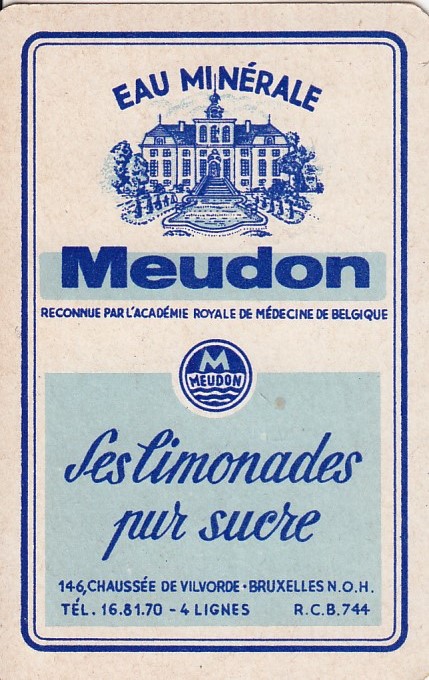 EAU MINÉRALE
Meudon
RECONNUE PAR L'ACADÉMIE ROYALE DE MÉDECINE DE BELGIQUE
M
MEUDON
Ses limonades
pur sucre
146, CHAUSSÉE DE VILVORDE • BRUXELLES N.O.H.
TÉL. 16.81.70 - 4 LIGNES R.C.B. 744